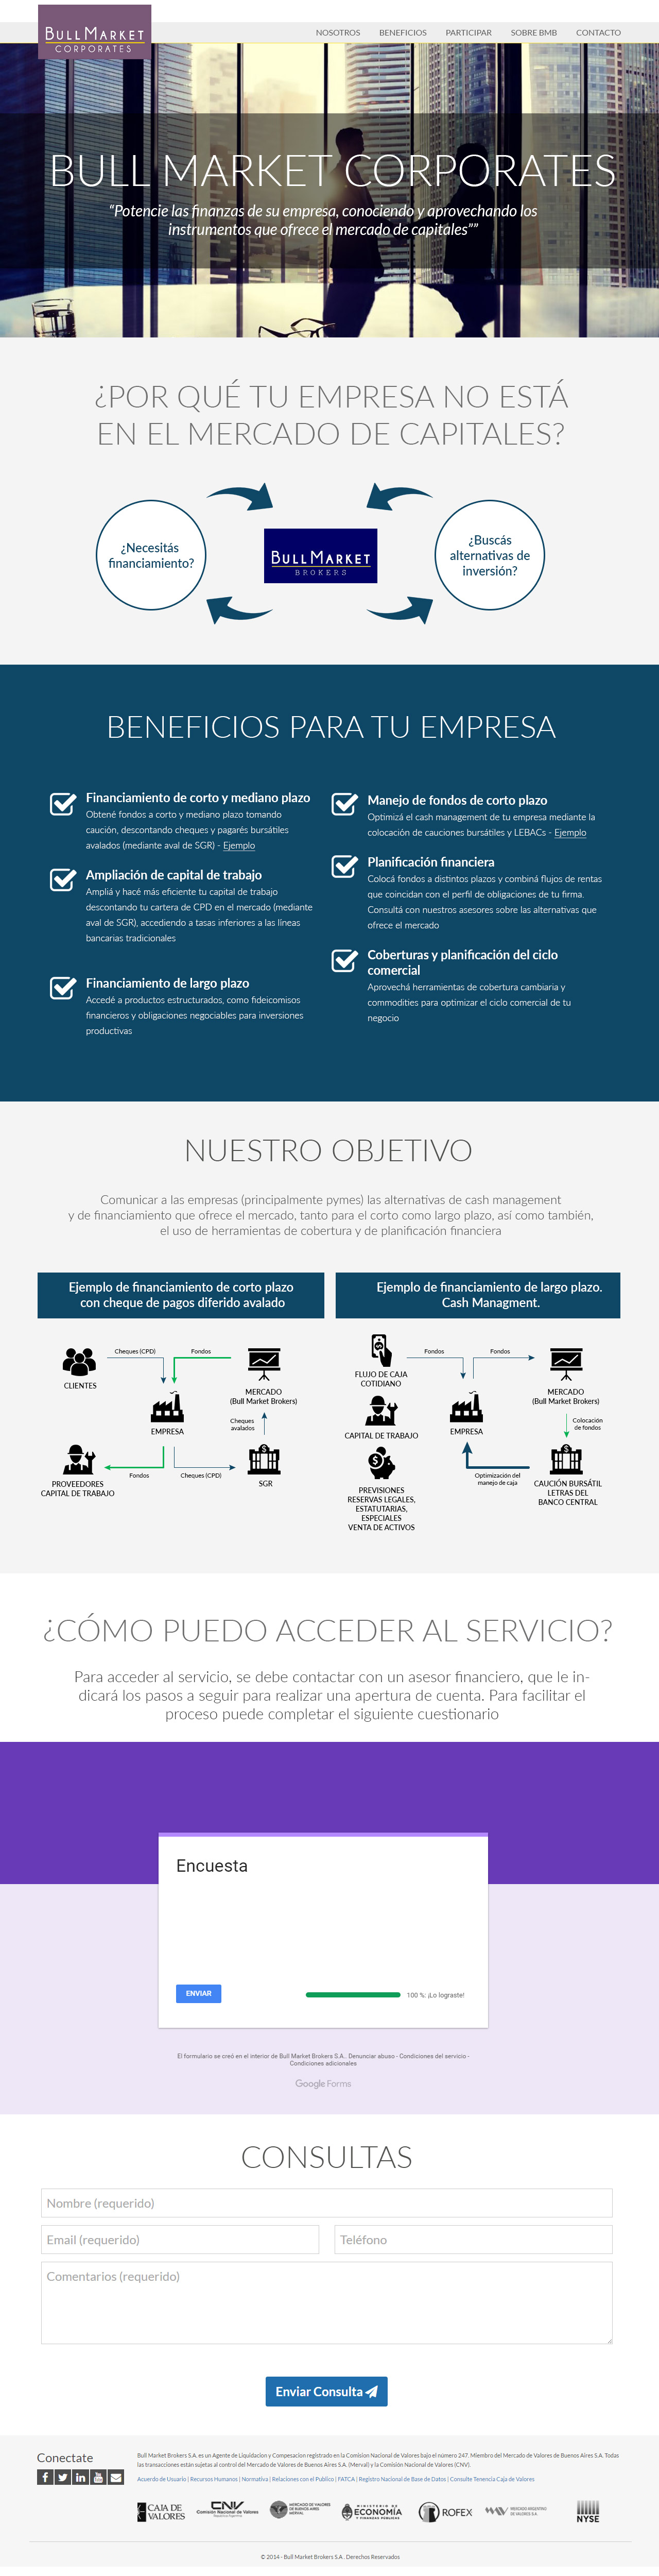 BULLMARKET
CORPORATES
NOSOTROS BENEFICIOS PARTICIPAR SOBRE BMB CONTACTO
BULL MARKET CORPORATES
“Potencie las finanzas de su empresa, conociendo y aprovechando los
instrumentos que ofrece el mercado de capitales””
¿POR QUÉ TU EMPRESA NO ESTÁ
EN EL MERCADO DE CAPITALES?
¿Necesitás
financiamiento?
BULLMARKET
BROKERS
¿Buscás
alternativas de
inversión?
BENEFICIOS PARA TU EMPRESA
Financiamiento de corto y mediano plazo
Obtené fondos a corto y mediano plazo tomando
caución, descontando cheques y pagarés bursátiles
avalados (mediante aval de SGR) - Ejemplo
Ampliación de capital de trabajo
Ampliá y hacé más eficiente tu capital de trabajo
descontando tu cartera de CPD en el mercado (mediante
aval de SGR), accediendo a tasas inferiores a las líneas
bancarias tradicionales
Financiamiento de largo plazo
Accedé a productos estructurados, como fideicomisos
financieros y obligaciones negociables para inversiones
productivas
Manejo de fondos de corto plazo
Optimizá el cash management de tu empresa mediante la
colocación de cauciones bursátiles y LEBACs - Ejemplo
Planificación financiera
Colocá fondos a distintos plazos y combiná flujos de rentas
que coincidan con el perfil de obligaciones de tu firma.
Consultá con nuestros asesores sobre las alternativas que
ofrece el mercado
Coberturas y planificación del ciclo
comercial
Aprovechá herramientas de cobertura cambiaria y
commodities para optimizar el ciclo comercial de tu
negocio
NUESTRO OBJETIVO
Comunicar a las empresas (principalmente pymes) las alternativas de cash management
y de financiamiento que ofrece el mercado, tanto para el corto como largo plazo, así como también,
el uso de herramientas de cobertura y de planificación financiera
Ejemplo de financiamiento de corto plazo
con cheque de pagos diferido avalado
Cheques (CPD)
Fondos
CLIENTES
MERCADO
(Bull Market Brokers)
EMPRESA
Cheques
avalados
PROVEEDORES
CAPITAL DE TRABAJO
Fondos
Cheques (CPD)
SGR
Ejemplo de financiamiento de largo plazo.
Cash Managment.
Fondos
Fondos
FLUJO DE CAJA
COTIDIANO
MERCADO
(Bull Market Brokers)
CAPITAL DE TRABAJO
EMPRESA
Colocación
de fondos
Optimización del
manejo de caja
CAUCIÓN BURSÁTIL
LETRAS DEL
BANCO CENTRAL
PREVISIONES
RESERVAS LEGALES,
ESTATUTARIAS,
ESPECIALES
VENTA DE ACTIVOS
¿CÓMO PUEDO ACCEDER AL SERVICIO?
Para acceder al servicio, se debe contactar con un asesor financiero, que le in-
dicará los pasos a seguir para realizar una apertura de cuenta. Para facilitar el
proceso puede completar el siguiente cuestionario
Encuesta
ENVIAR
100 %: ¡Lo lograste!
El formulario se creó en el interior de Bull Market Brokers S.A.. Denunciar abuso - Condiciones del servicio -
Condiciones adicionales
Google Forms
CONSULTAS
Nombre (requerido)
Email (requerido)
Teléfono
Comentarios (requerido)
Enviar Consulta
Conectate
Bull Market Brokers S.A. es un Agente de Liquidacion y Compesacion registrado en la Comision Nacional de Valores bajo el número 247. Miembro del Mercado de Valores de Buenos Aires S.A. Todas
las transacciones están sujetas al control del Mercado de Valores de Buenos Aires S.A. (Merval) y la Comisión Nacional de Valores (CNV).
Acuerdo de Usuario | Recursos Humanos | Normativa | Relaciones con el Publico | FATCA | Registro Nacional de Base de Datos | Consulte Tenencia Caja de Valores
CAJA DE
VALORES
CNV
Comisión Nacional de Valores
MERCADO DE VALORES
DE BUENOS AIRES
MERVAL
MINISTERIO DE
ECONOMÍA
Y FINANZAS PÚBLICAS
ROFEX
MERCADO ARGENTINO
DE VALORES S.A.
NYSE
© 2014 - Bull Market Brokers S.A . Derechos Reservados